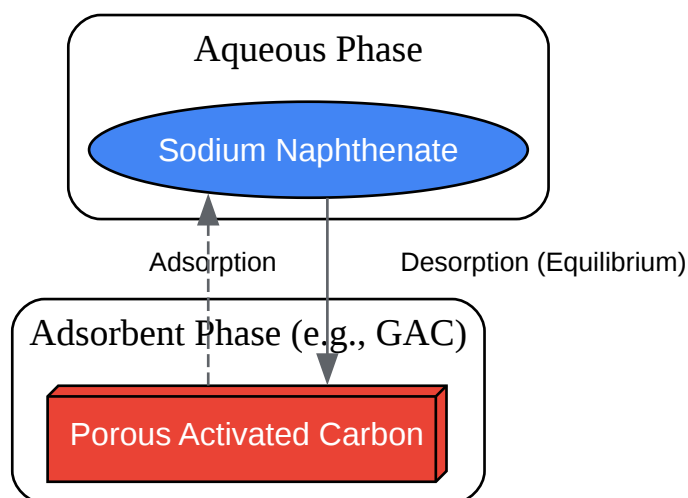 Aqueous Phase
Sodium Naphthenate
Adsorption
Desorption (Equilibrium)
Adsorbent Phase (e.g., GAC)
Porous Activated Carbon